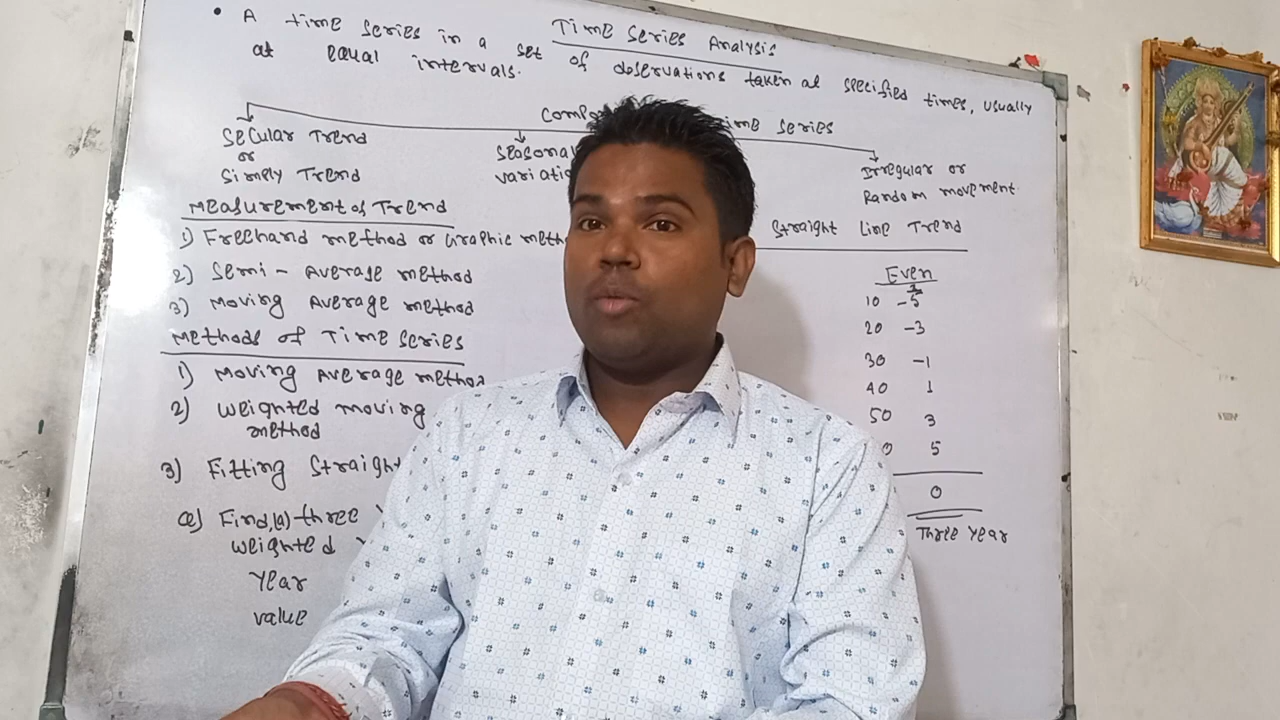 Time Series Analysis
• A time series in a set of observations taken at specified times, usually
at equal intervals.
time series
Secular Trend
or
Simply Trend
Seasonal
Irregular or
Random movement
Measurement of Trend
1) Freehand method or Graphic
2) Semi - Average method
3) Moving Average method
Methods of Time Series
1) Moving Average method
2) Weighted moving
method
3) Fitting Straight
Q) Find, (a) three
weighted
Year
value
Straight Line Trend
Even
10 -5
20 -3
30 -1
40 1
50 3
0 5
0
Three Year